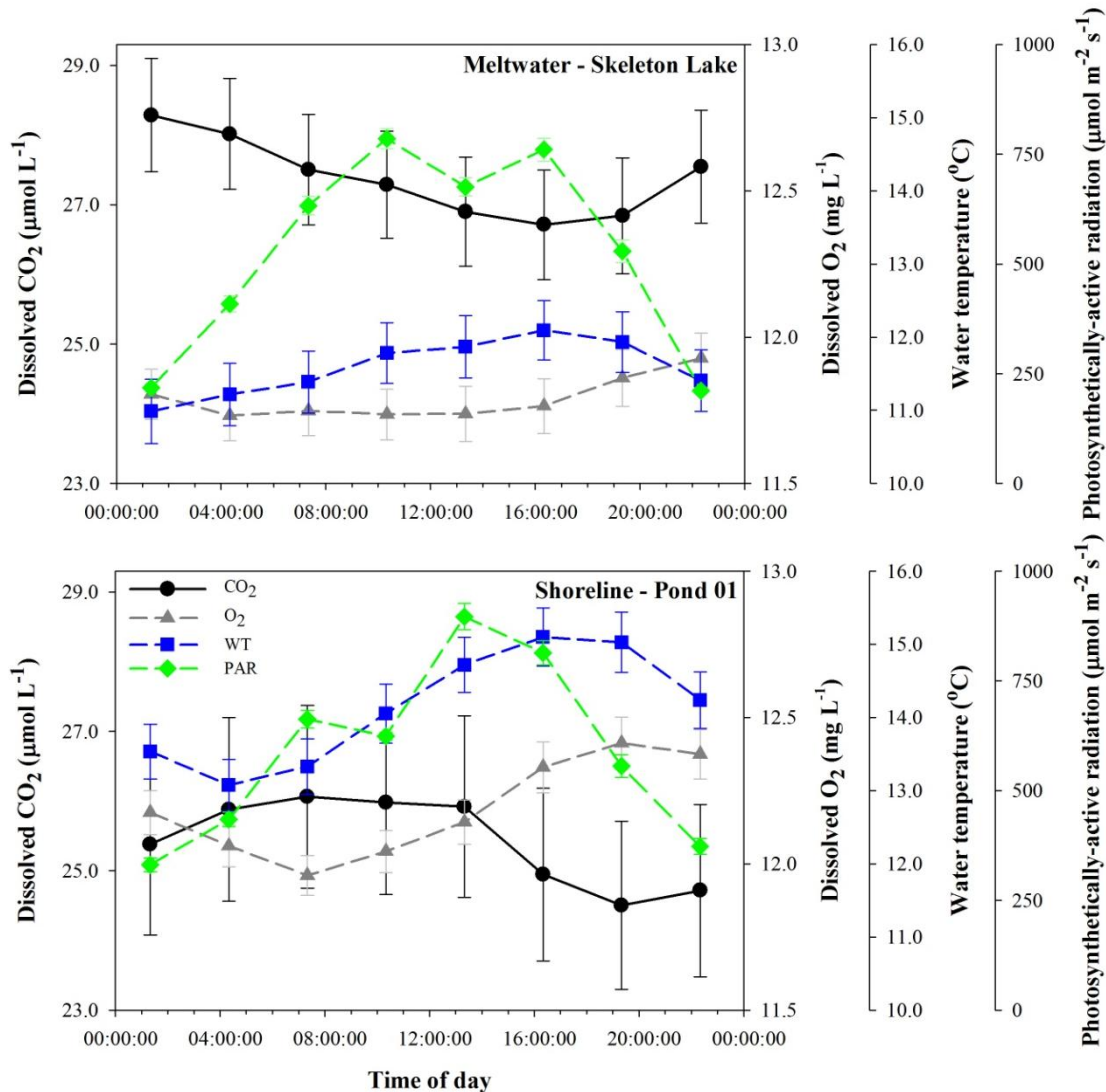 Meltwater - Skeleton Lake
Dissolved CO2 (µmol L-1)
29.0
27.0
25.0
23.0
Dissolved O2 (mg L-1)
13.0
12.5
12.0
11.5
Water temperature (oC)
16.0
15.0
14.0
13.0
12.0
11.0
10.0
Photosynthetically-active radiation (µmol m-2 s-1)
1000
750
500
250
0
00:00:00 04:00:00 08:00:00 12:00:00 16:00:00 20:00:00 00:00:00
Shoreline - Pond 01
CO2
O2
WT
PAR
Dissolved CO2 (µmol L-1)
29.0
27.0
25.0
23.0
Dissolved O2 (mg L-1)
13.0
12.5
12.0
11.5
Water temperature (oC)
16.0
15.0
14.0
13.0
12.0
11.0
10.0
Photosynthetically-active radiation (µmol m-2 s-1)
1000
750
500
250
0
00:00:00 04:00:00 08:00:00 12:00:00 16:00:00 20:00:00 00:00:00
Time of day